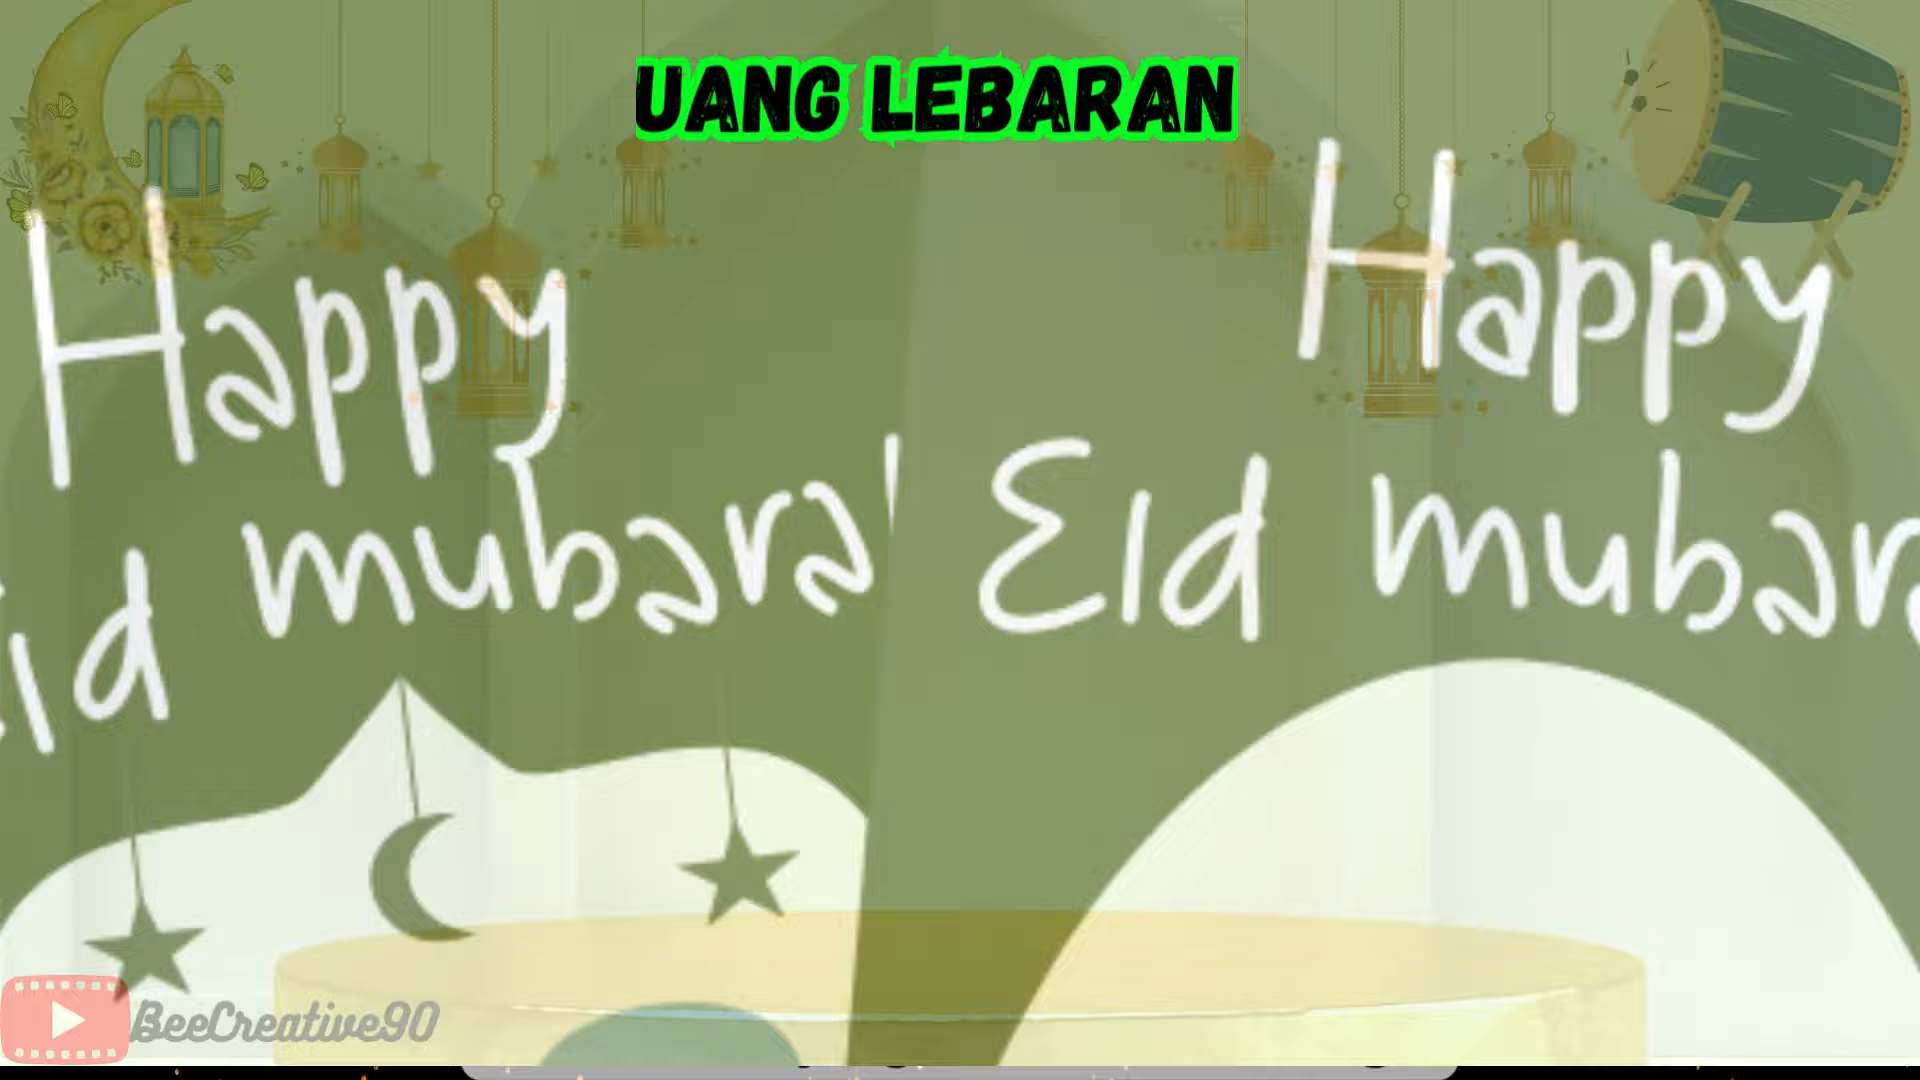 UANG LEBARAN
Happy
Eid mubara
Happy
Eid mubara
BeeCreative90